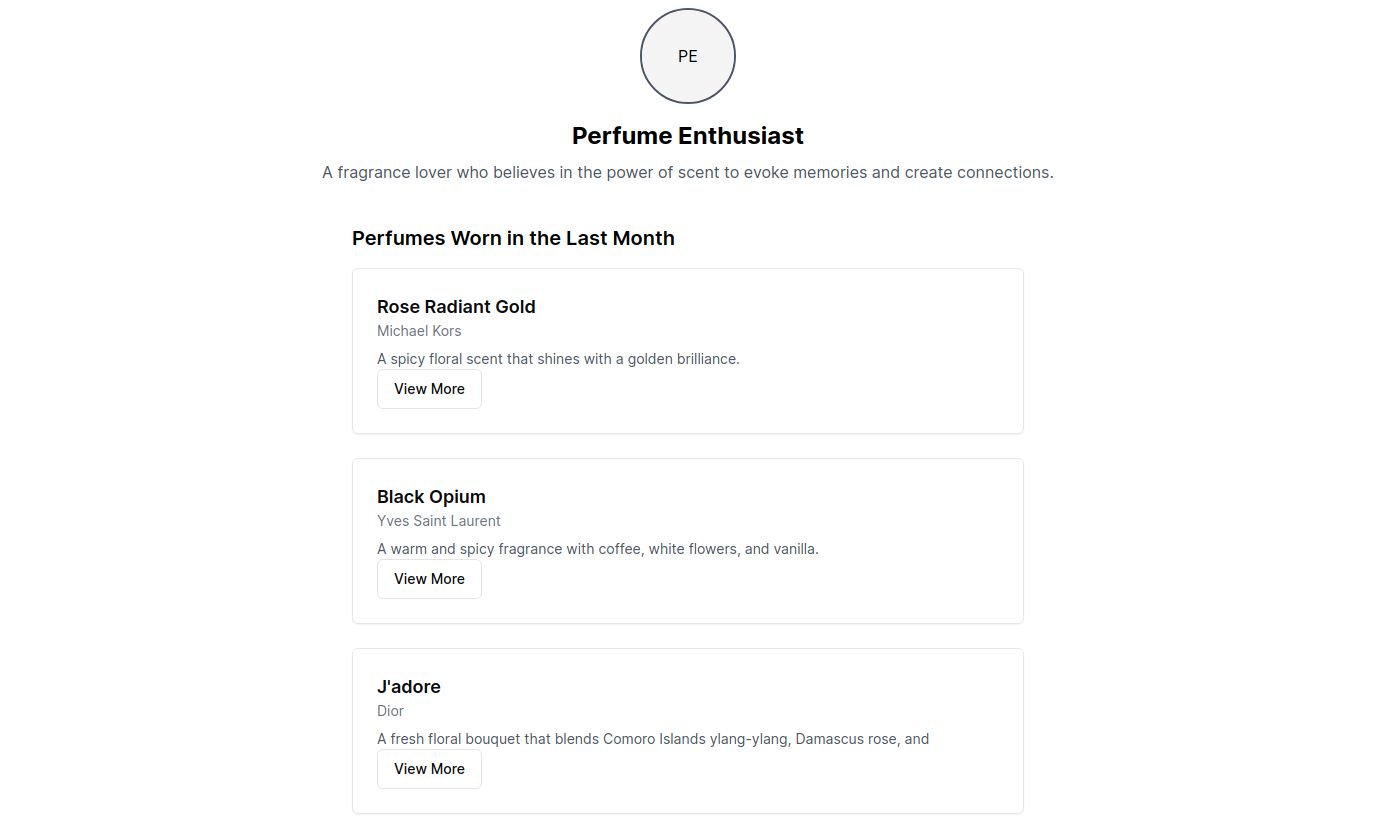 PE
Perfume Enthusiast
A fragrance lover who believes in the power of scent to evoke memories and create connections.
Perfumes Worn in the Last Month
Rose Radiant Gold
Michael Kors
A spicy floral scent that shines with a golden brilliance.
View More
Black Opium
Yves Saint Laurent
A warm and spicy fragrance with coffee, white flowers, and vanilla.
View More
J'adore
Dior
A fresh floral bouquet that blends Comoro Islands ylang-ylang, Damascus rose, and
View More